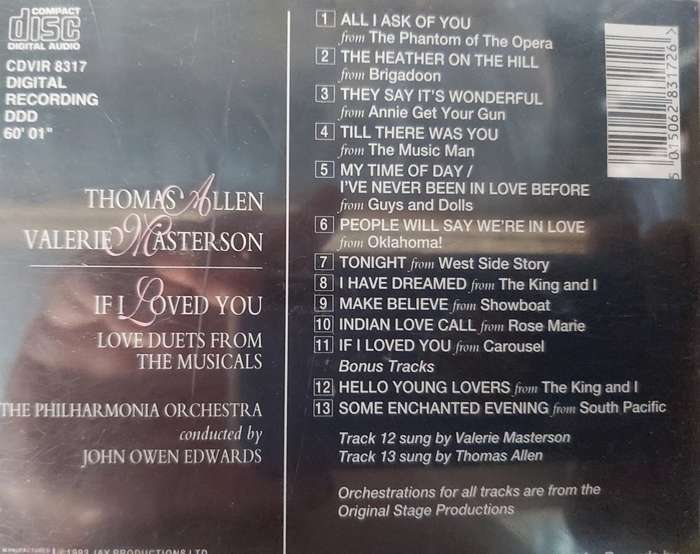 COMPACT
disc
DIGITAL AUDIO
CDVIR 8317
DIGITAL
RECORDING
DDD
60' 01"
THOMAS ALLEN
VALERIE MASTERSON
IF I LOVED YOU
LOVE DUETS FROM
THE MUSICALS
THE PHILHARMONIA ORCHESTRA
conducted by
JOHN OWEN EDWARDS
1 ALL I ASK OF YOU
from The Phantom of The Opera
2 THE HEATHER ON THE HILL
from Brigadoon
3 THEY SAY IT'S WONDERFUL
from Annie Get Your Gun
4 TILL THERE WAS YOU
from The Music Man
5 MY TIME OF DAY /
I'VE NEVER BEEN IN LOVE BEFORE
from Guys and Dolls
6 PEOPLE WILL SAY WE'RE IN LOVE
from Oklahoma!
7 TONIGHT from West Side Story
8 I HAVE DREAMED from The King and I
9 MAKE BELIEVE from Showboat
10 INDIAN LOVE CALL from Rose Marie
11 IF I LOVED YOU from Carousel
Bonus Tracks
12 HELLO YOUNG LOVERS from The King and I
13 SOME ENCHANTED EVENING from South Pacific
Track 12 sung by Valerie Masterson
Track 13 sung by Thomas Allen
Orchestrations for all tracks are from the
Original Stage Productions
5 015062 831726 >
1993 JAY PRODUCTIONS LTD